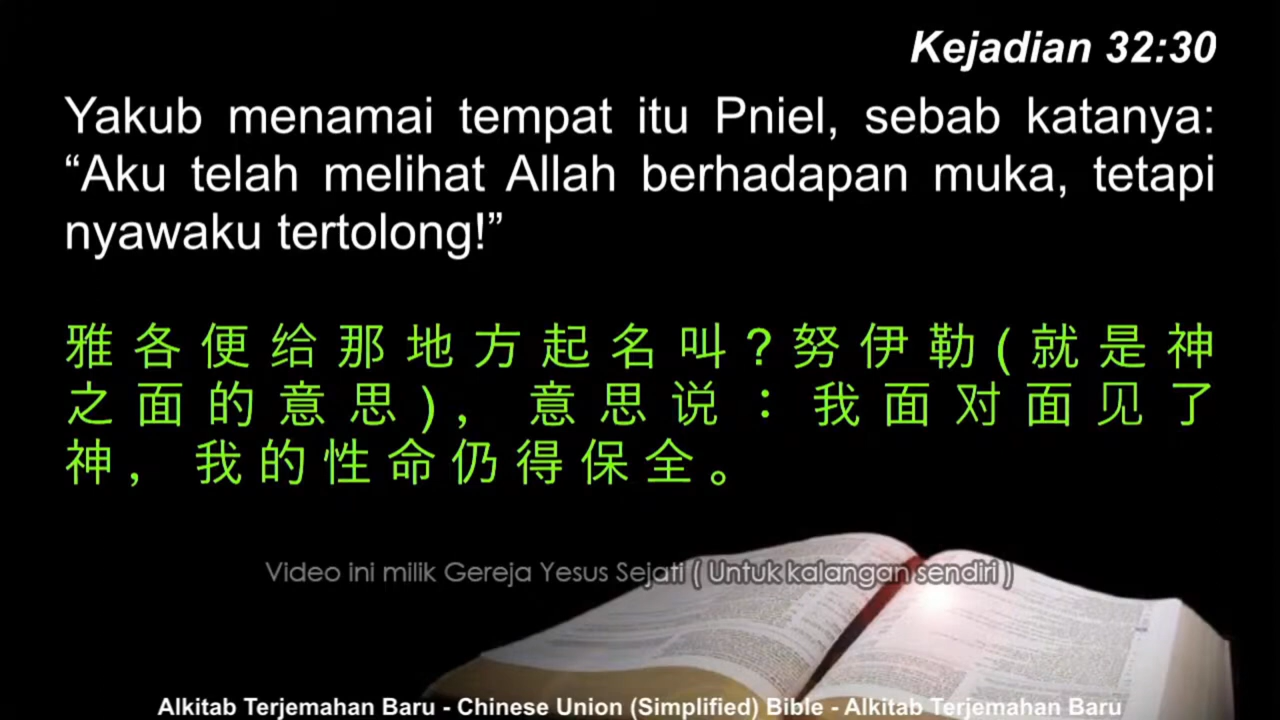 Kejadian 32:30
Yakub menamai tempat itu Pniel, sebab katanya:
“Aku telah melihat Allah berhadapan muka, tetapi
nyawaku tertolong!”
雅各便给那地方起名叫?努伊勒(就是神
之面的意思), 意思说:我面对面见了
神, 我的性命仍得保全。
Video ini milik Gereja Yesus Sejati ( Untuk kalangan sendiri )
Alkitab Terjemahan Baru - Chinese Union (Simplified) Bible - Alkitab Terjemahan Baru